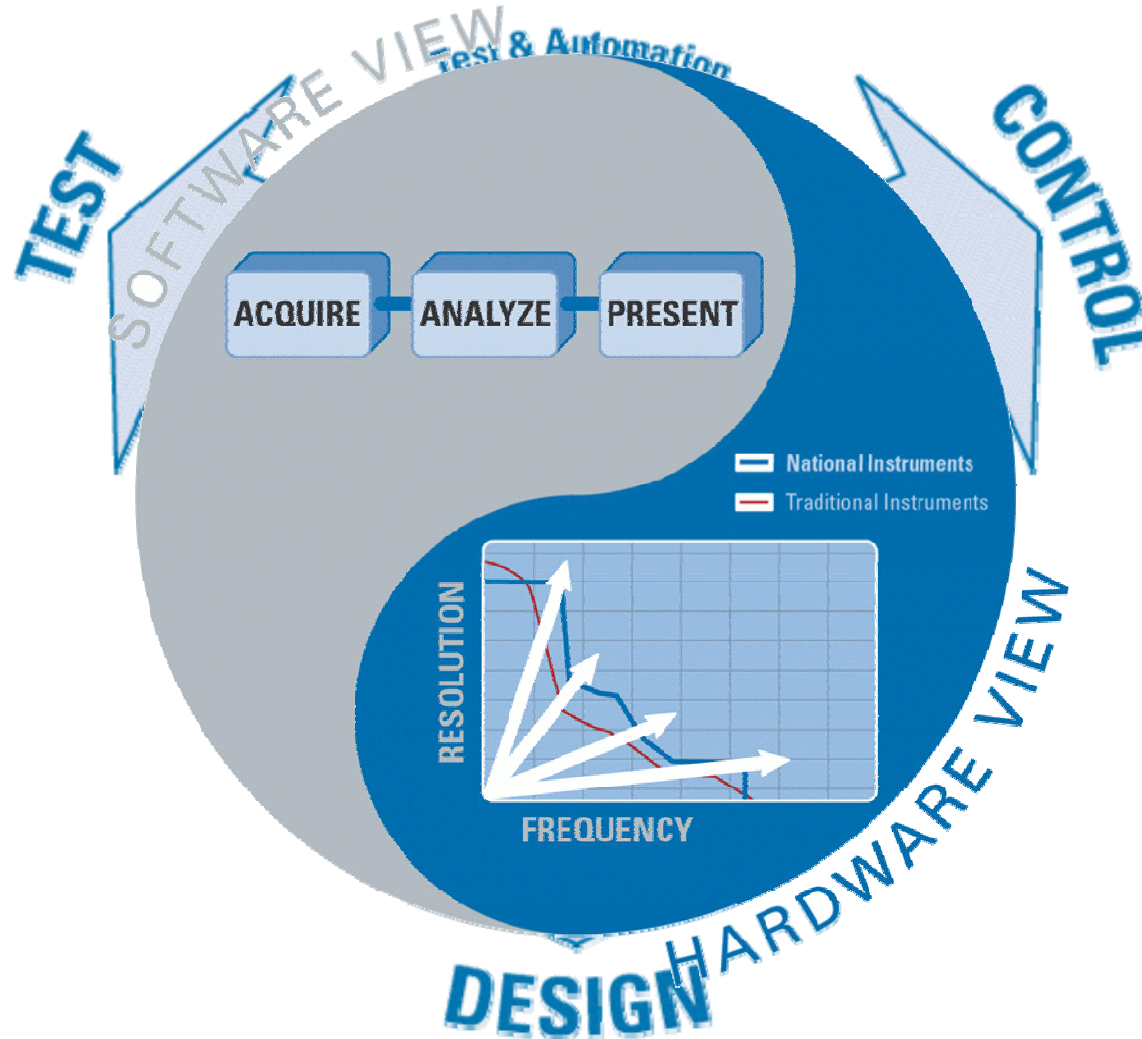 Test & Automation
SOFTWARE VIEW
TEST
CONTROL
ACQUIRE
ANALYZE
PRESENT
National Instruments
Traditional Instruments
RESOLUTION
FREQUENCY
HARDWARE VIEW
DESIGN